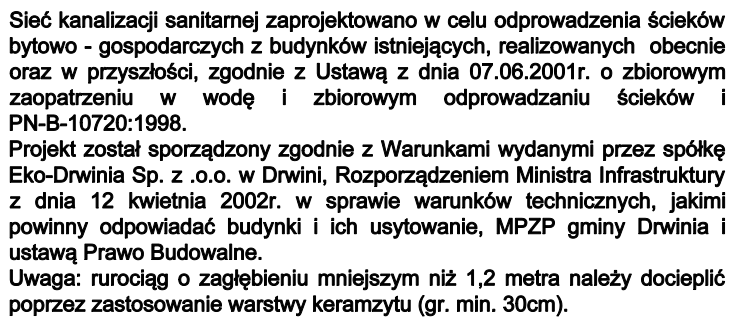 Sieć kanalizacji sanitarnej zaprojektowano w celu odprowadzenia ścieków
bytowo - gospodarczych z budynków istniejących, realizowanych obecnie
oraz w przyszłości, zgodnie z Ustawą z dnia 07.06.2001r. o zbiorowym
zaopatrzeniu w wodę i zbiorowym odprowadzaniu ścieków i
PN-B-10720:1998.
Projekt został sporządzony zgodnie z Warunkami wydanymi przez spółkę
Eko-Drwinia Sp. z .o.o. w Drwini, Rozporządzeniem Ministra Infrastruktury
z dnia 12 kwietnia 2002r. w sprawie warunków technicznych, jakimi
powinny odpowiadać budynki i ich usytowanie, MPZP gminy Drwinia i
ustawą Prawo Budowalne.
Uwaga: rurociąg o zagłębieniu mniejszym niż 1,2 metra należy docieplić
poprzez zastosowanie warstwy keramzytu (gr. min. 30cm).